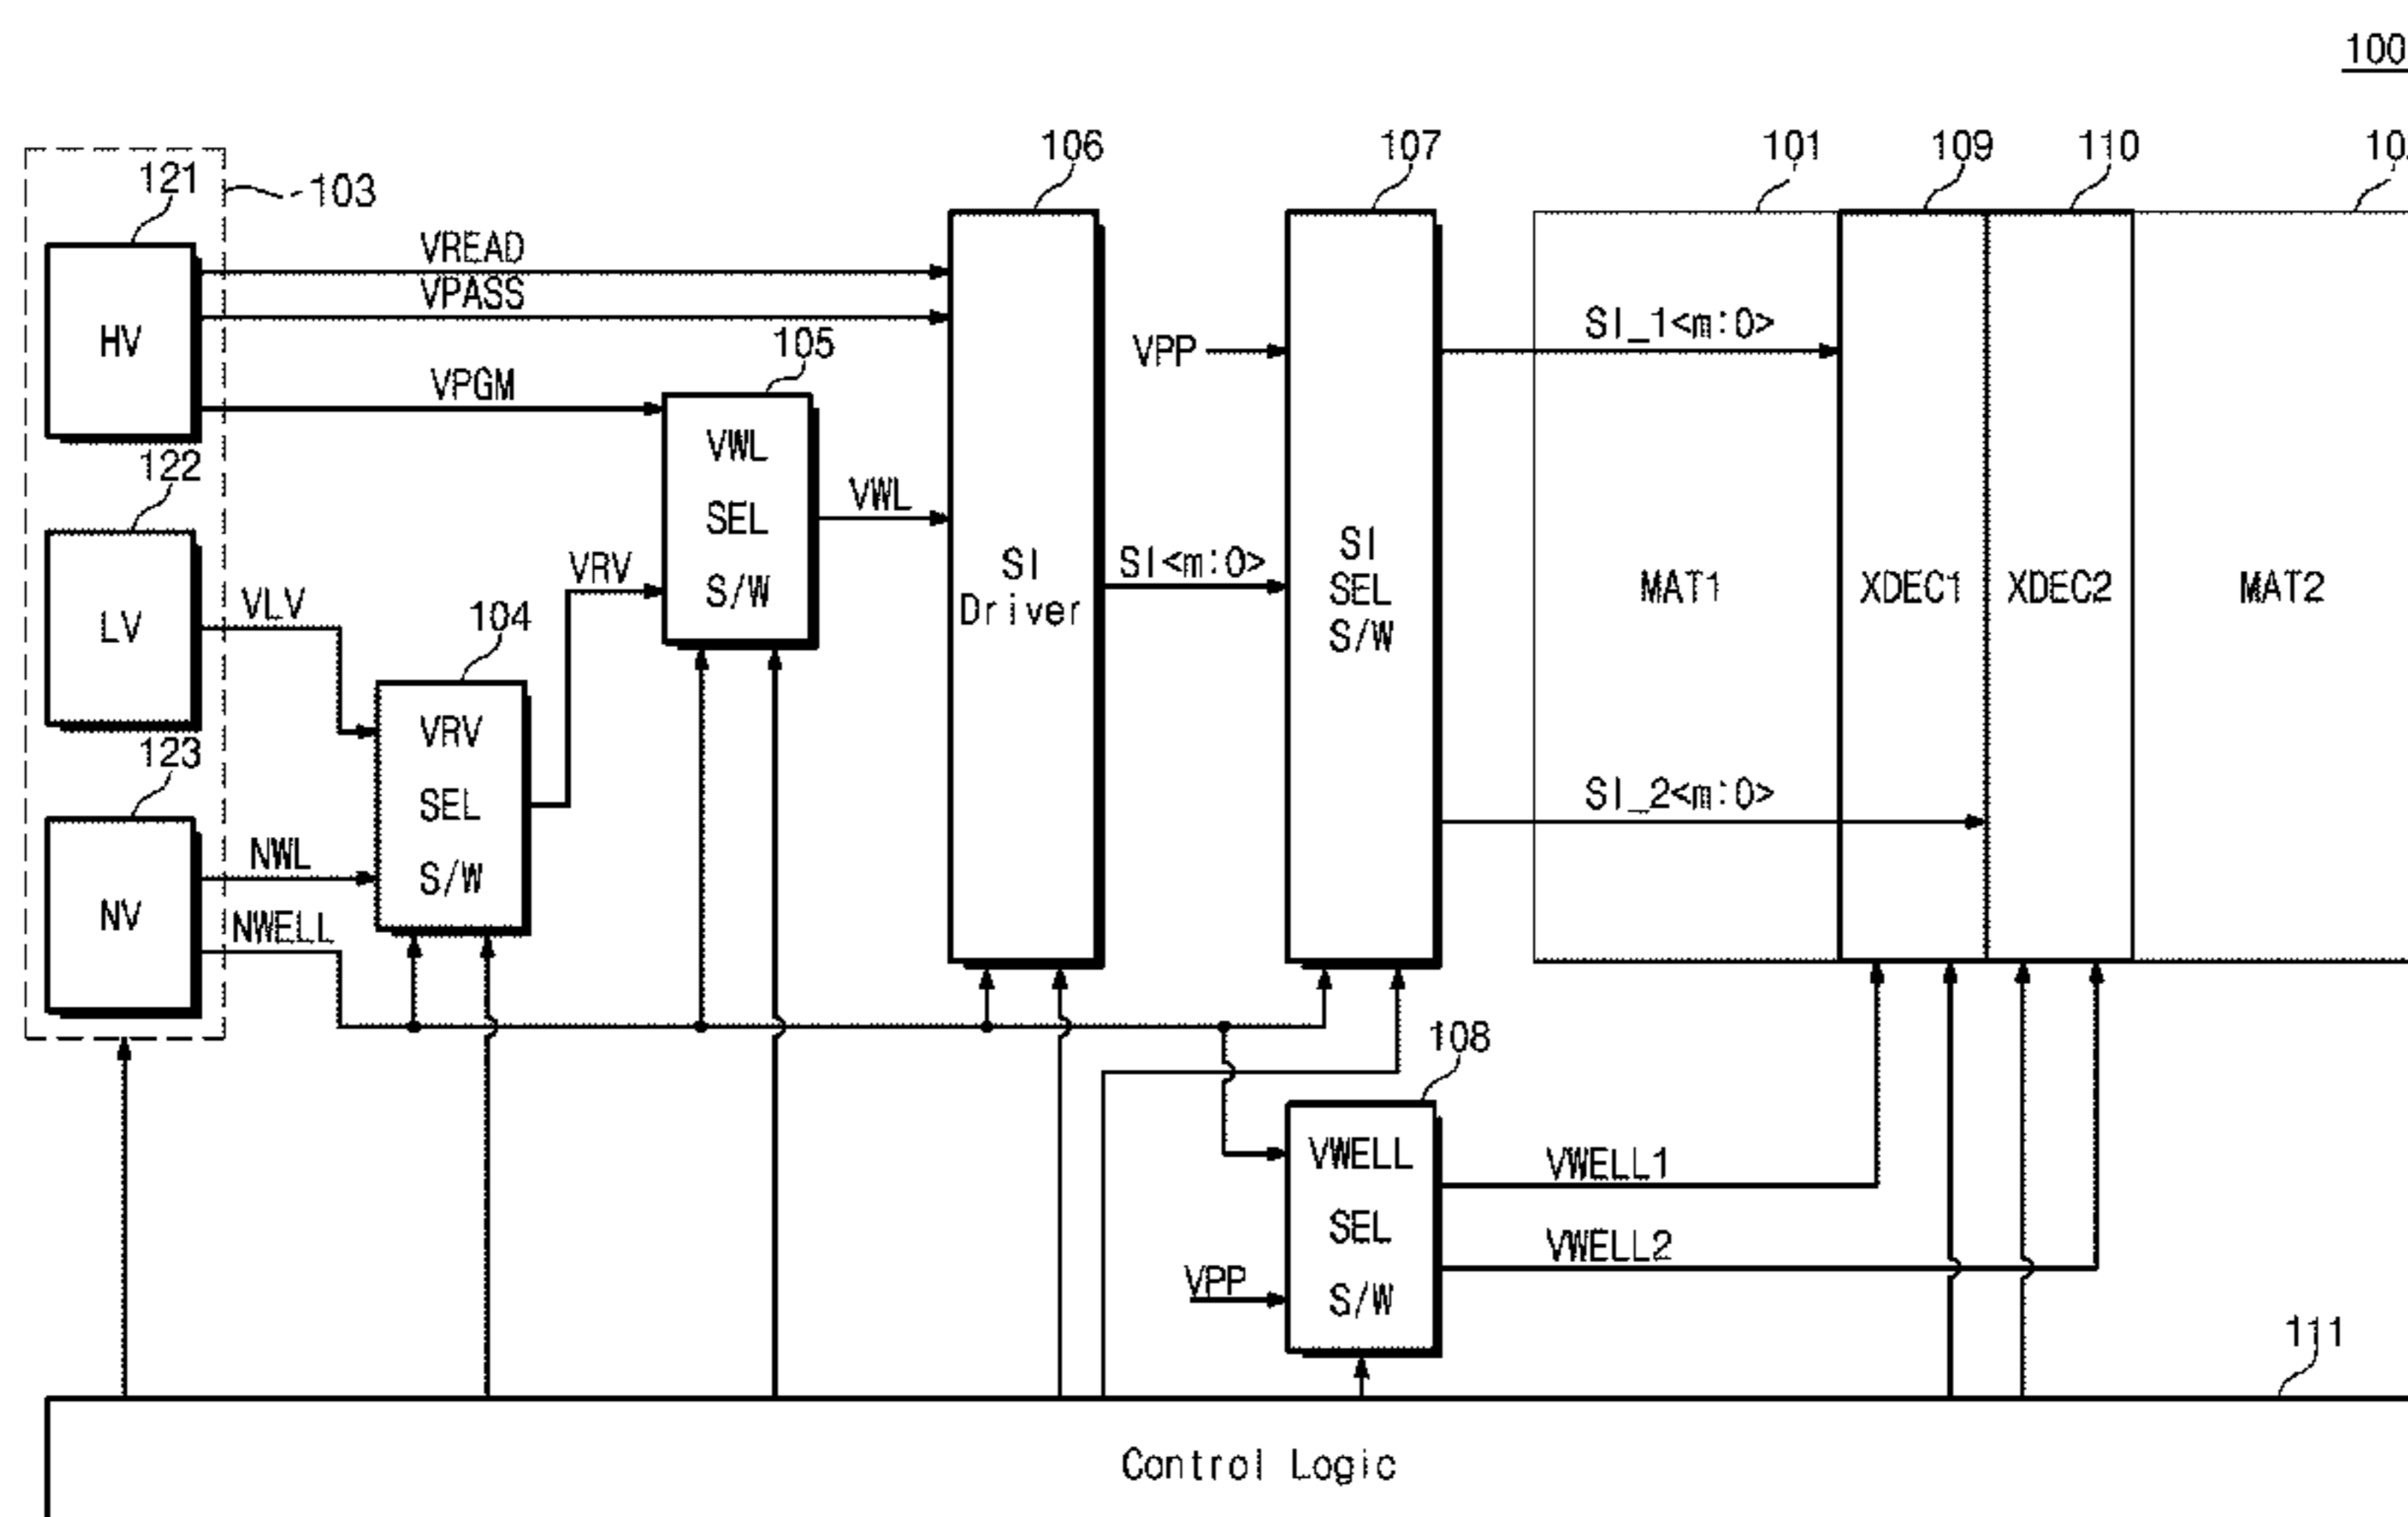 100
106
107
101
109
110
121
103
VREAD
VPASS
HV
VPP
SI_1<m:0>
105
VPGM
VWL
SEL
S/W
122
VWL
SI
Driver
SI<m:0>
SI
SEL
S/W
MAT1
XDEC1
XDEC2
MAT2
LV
VLV
VRV
104
VRV
SEL
S/W
123
SI_2<m:0>
NV
NWL
NWELL
108
VWELL
SEL
S/W
VWELL1
VWELL2
VPP
111
Control Logic